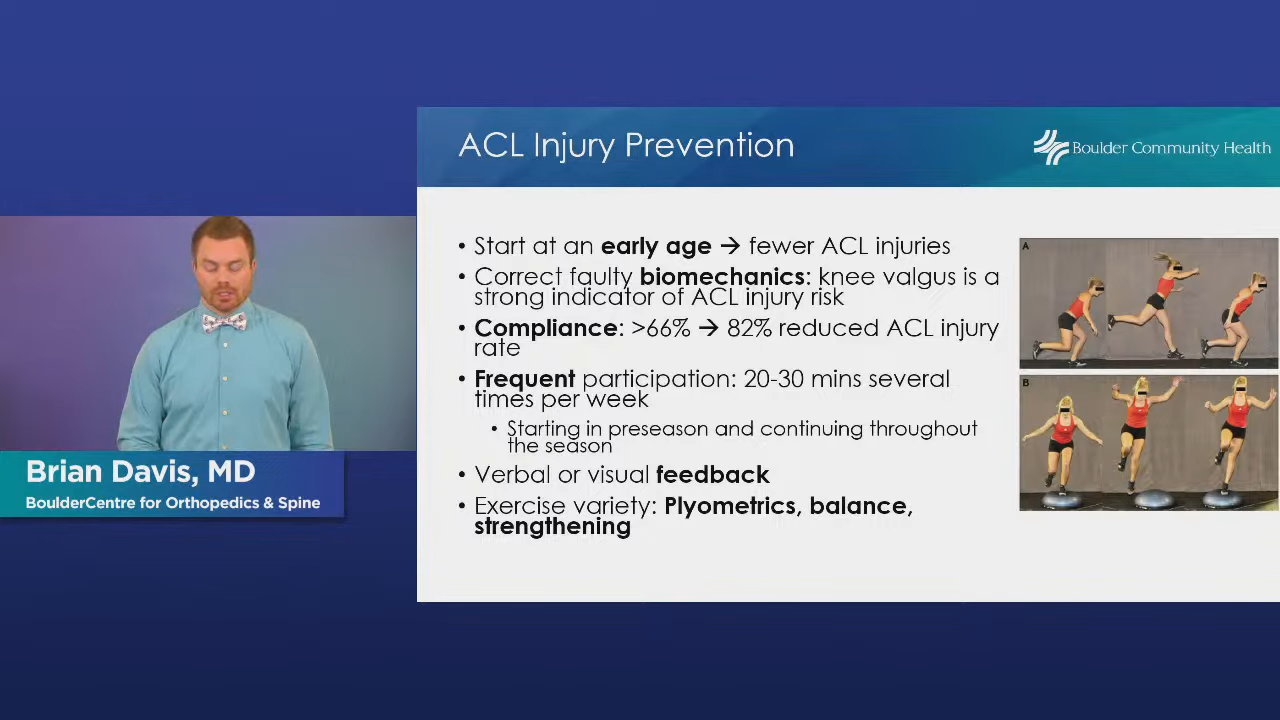 ACL Injury Prevention
Boulder Community Health
• Start at an early age → fewer ACL injuries
• Correct faulty biomechanics: knee valgus is a
strong indicator of ACL injury risk
• Compliance: >66% → 82% reduced ACL injury
rate
• Frequent participation: 20-30 mins several
times per week
• Starting in preseason and continuing throughout
the season
• Verbal or visual feedback
• Exercise variety: Plyometrics, balance,
strengthening
A
B
Brian Davis, MD
BoulderCentre for Orthopedics & Spine